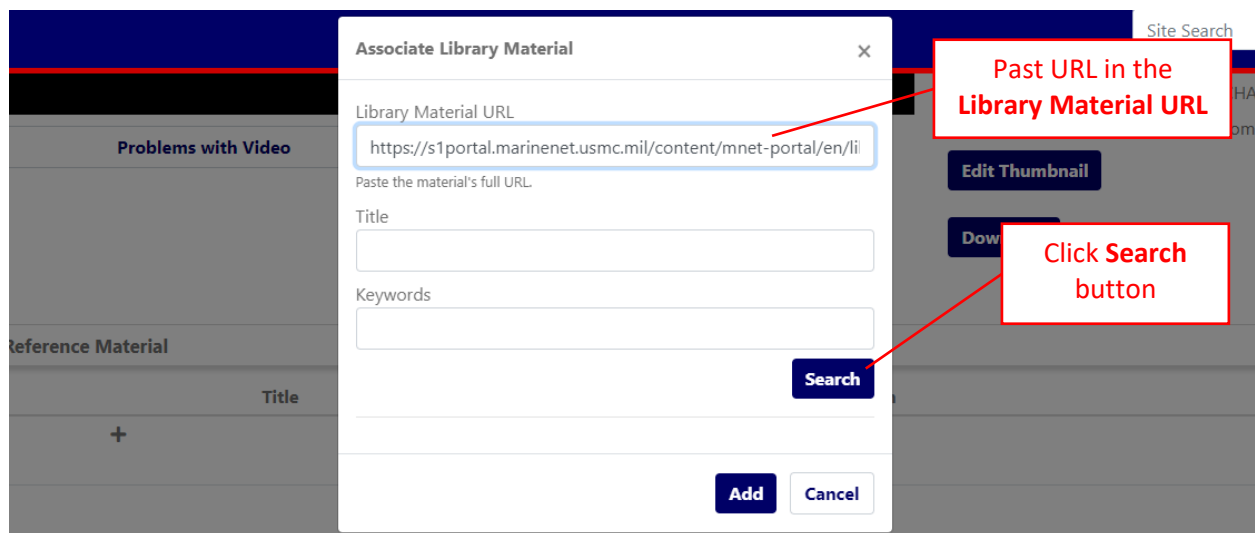 Site Search
Associate Library Material
×
Past URL in the
Library Material URL
Library Material URL
Problems with Video
https://s1portal.marinenet.usmc.mil/content/mnet-portal/en/li
Edit Thumbnail
Paste the material's full URL.
Title
Click Search
button
Keywords
Reference Material
Search
Title
+
Add
Cancel